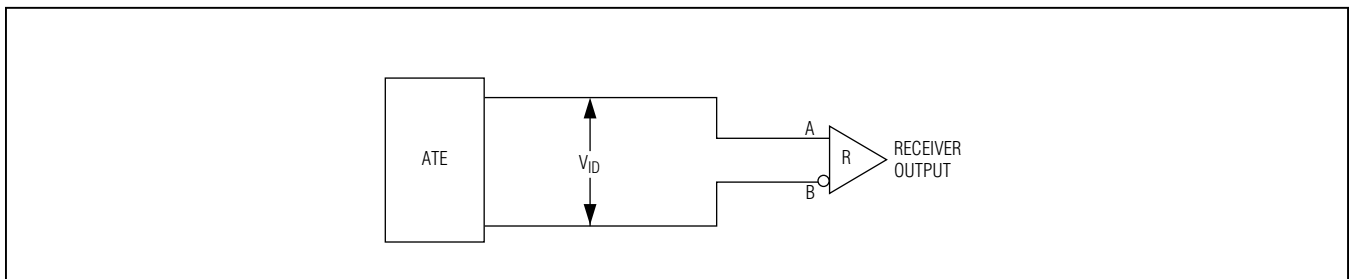 ATE
VID
A
B
R
RECEIVER
OUTPUT